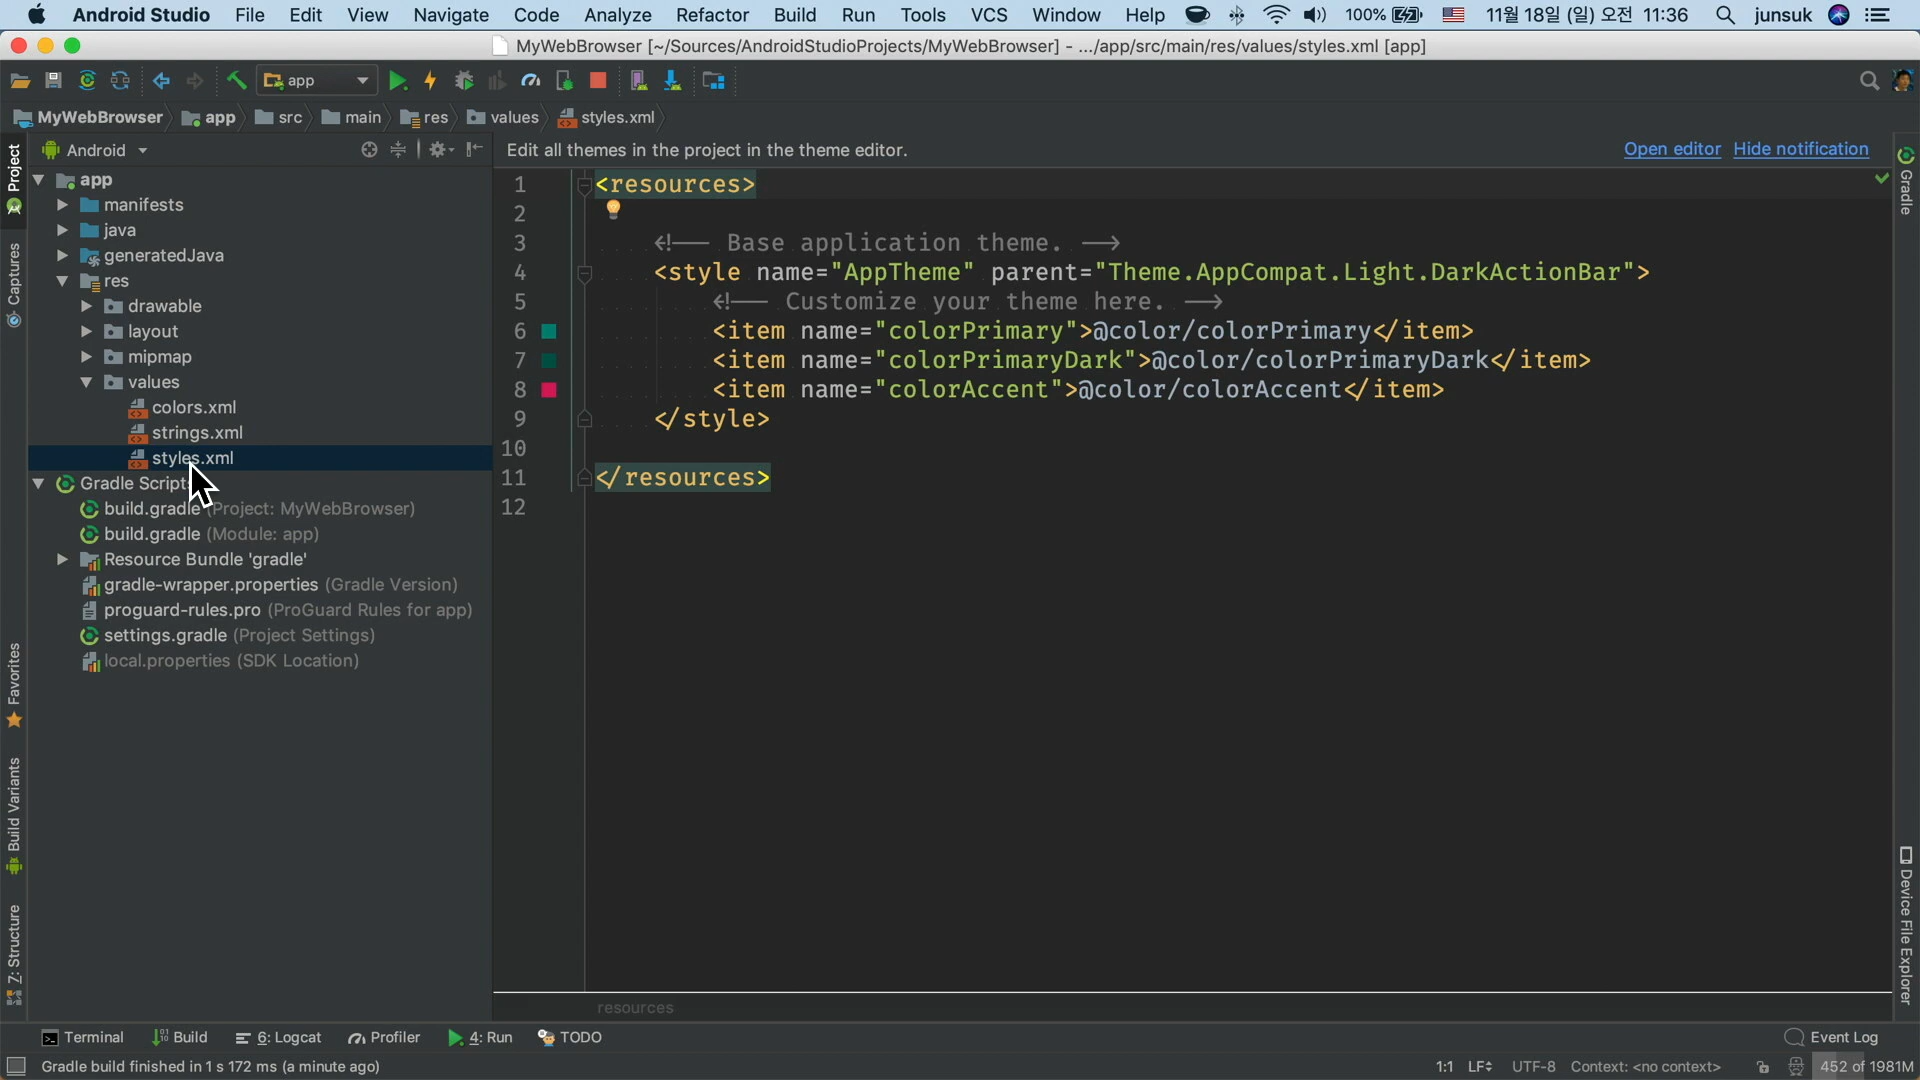 Android Studio File Edit View Navigate Code Analyze Refactor Build Run Tools VCS Window Help 100% 11월 18일 (일) 오전 11:36 junsuk
MyWebBrowser [~/Sources/AndroidStudioProjects/MyWebBrowser] - .../app/src/main/res/values/styles.xml [app]
app
MyWebBrowser app src main res values styles.xml
Android
Edit all themes in the project in the theme editor. Open editor Hide notification
Project
Captures
Favorites
Build Variants
Z: Structure
app
manifests
java
generatedJava
res
drawable
layout
mipmap
values
colors.xml
strings.xml
styles.xml
Gradle Scripts
build.gradle (Project: MyWebBrowser)
build.gradle (Module: app)
Resource Bundle 'gradle'
gradle-wrapper.properties (Gradle Version)
proguard-rules.pro (ProGuard Rules for app)
settings.gradle (Project Settings)
local.properties (SDK Location)
1 <resources>
2
3 <!-- Base application theme. -->
4 <style name="AppTheme" parent="Theme.AppCompat.Light.DarkActionBar">
5 <!-- Customize your theme here. -->
6 <item name="colorPrimary">@color/colorPrimary</item>
7 <item name="colorPrimaryDark">@color/colorPrimaryDark</item>
8 <item name="colorAccent">@color/colorAccent</item>
9 </style>
10
11 </resources>
12
resources
Gradle
Device File Explorer
Terminal Build 6: Logcat Profiler 4: Run TODO Event Log
Gradle build finished in 1 s 172 ms (a minute ago) 1:1 LF UTF-8 Context: <no context> 452 of 1981M